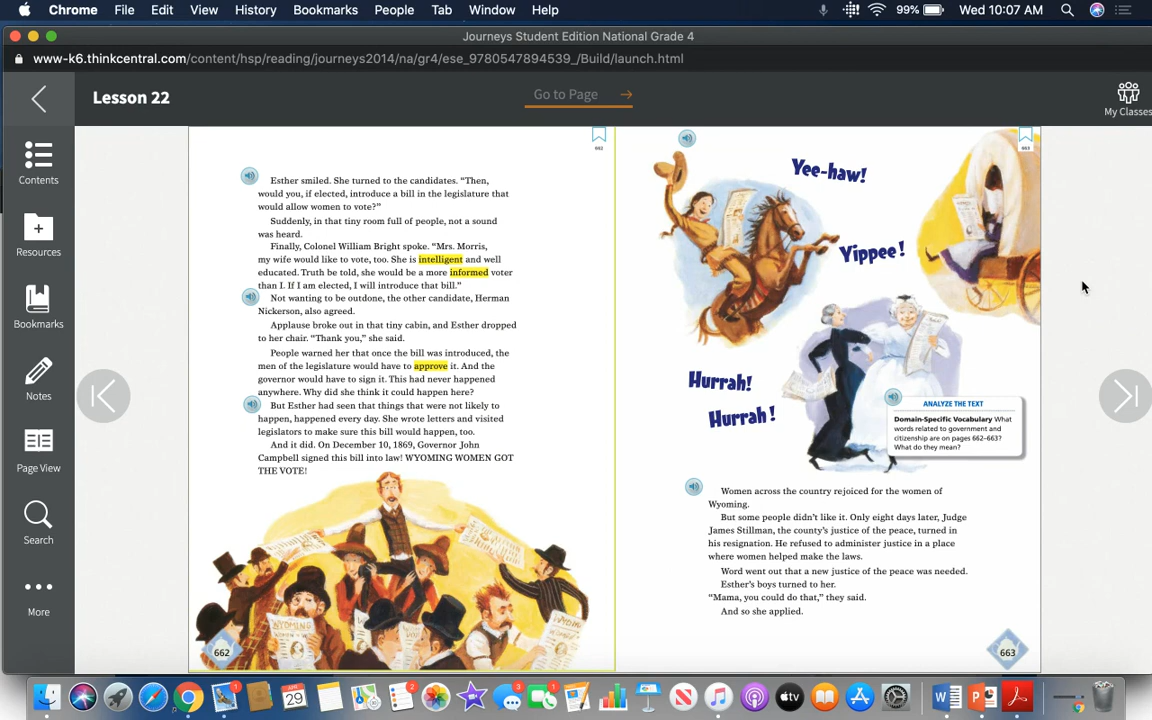 Chrome File Edit View History Bookmarks People Tab Window Help 99% Wed 10:07 AM
Journeys Student Edition National Grade 4
www-k6.thinkcentral.com/content/hsp/reading/journeys2014/na/gr4/ese_9780547894539_/Build/launch.html
Lesson 22
Go to Page
My Classes
Contents
Resources
Bookmarks
Notes
Page View
Search
More
662
Esther smiled. She turned to the candidates. “Then,
would you, if elected, introduce a bill in the legislature that
would allow women to vote?”
Suddenly, in that tiny room full of people, not a sound
was heard.
Finally, Colonel William Bright spoke. “Mrs. Morris,
my wife would like to vote, too. She is intelligent and well
educated. Truth be told, she would be a more informed voter
than I. If I am elected, I will introduce that bill.”
Not wanting to be outdone, the other candidate, Herman
Nickerson, also agreed.
Applause broke out in that tiny cabin, and Esther dropped
to her chair. “Thank you,” she said.
People warned her that once the bill was introduced, the
men of the legislature would have to approve it. And the
governor would have to sign it. This had never happened
anywhere. Why did she think it could happen here?
But Esther had seen that things that were not likely to
happen, happened every day. She wrote letters and visited
legislators to make sure this bill would happen, too.
And it did. On December 10, 1869, Governor John
Campbell signed this bill into law! WYOMING WOMEN GOT
THE VOTE!
WYOMING
662
663
Yee-haw!
Yippee!
Hurrah!
Hurrah!
ANALYZE THE TEXT
Domain-Specific Vocabulary What
words related to government and
citizenship are on pages 662–663?
What do they mean?
Women across the country rejoiced for the women of
Wyoming.
But some people didn’t like it. Only eight days later, Judge
James Stillman, the county’s justice of the peace, turned in
his resignation. He refused to administer justice in a place
where women helped make the laws.
Word went out that a new justice of the peace was needed.
Esther’s boys turned to her.
“Mama, you could do that,” they said.
And so she applied.
663
1
APR
29
2
3
1
tv